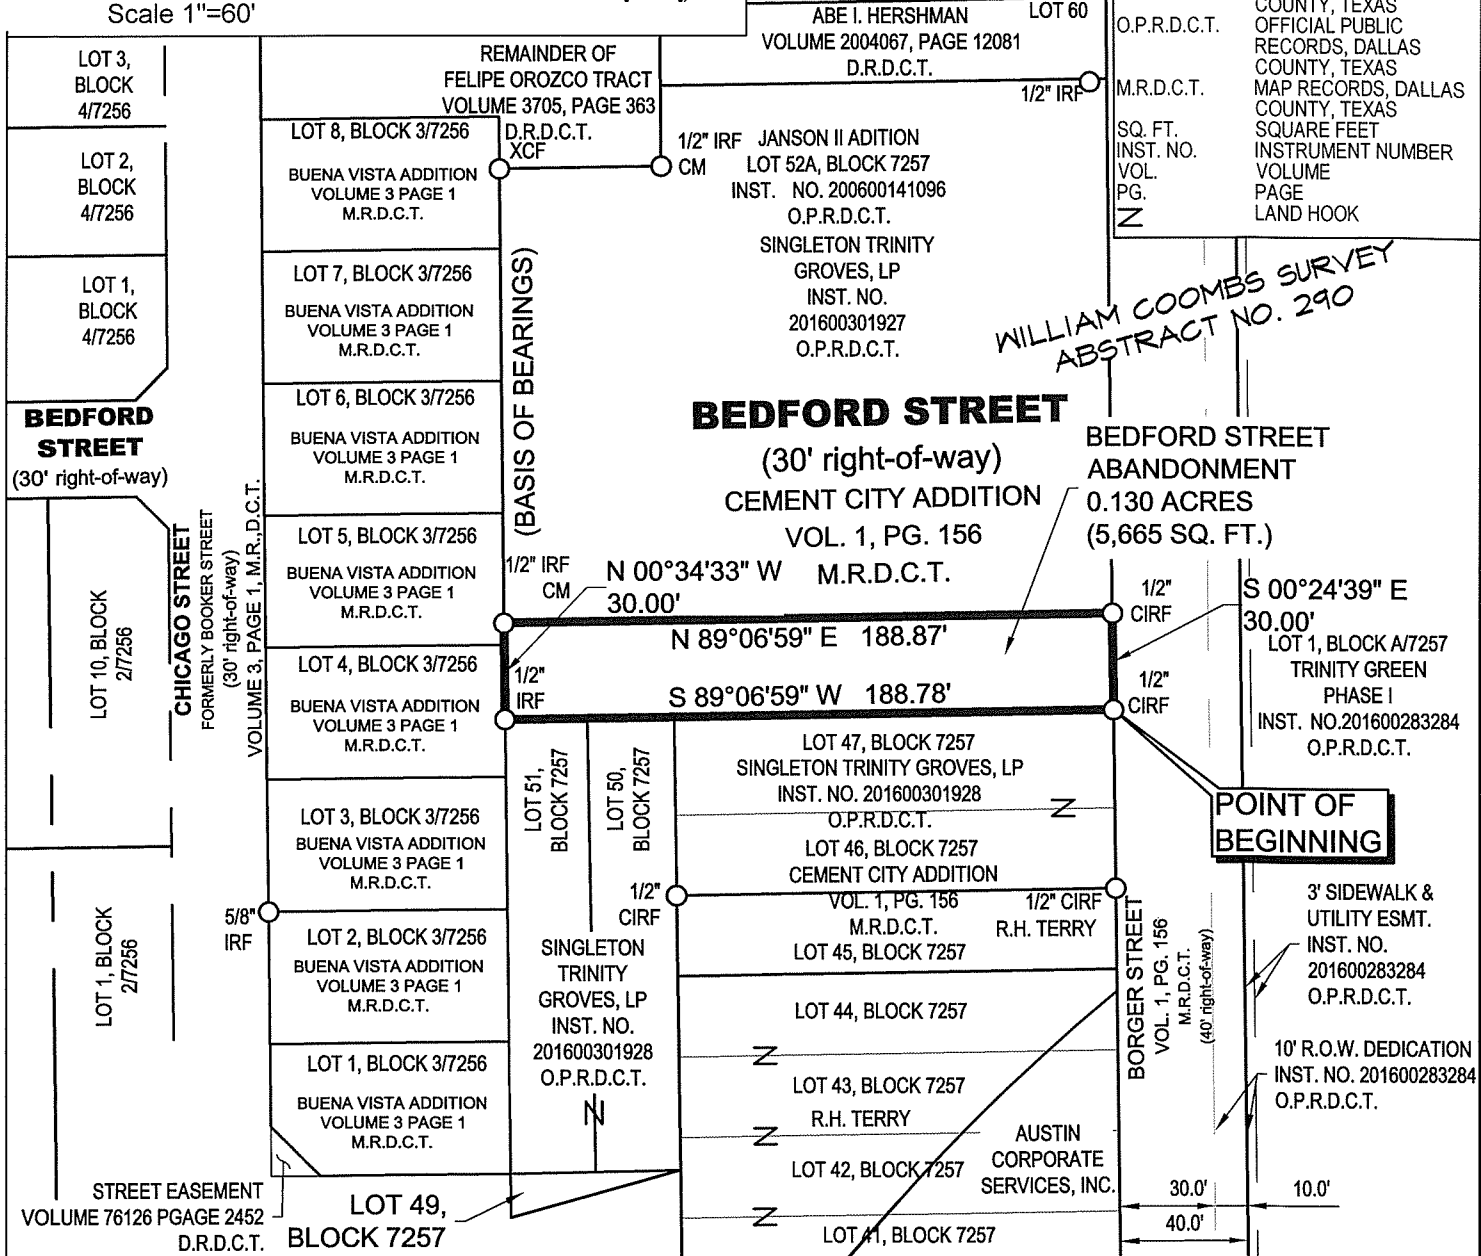 Scale 1"=60'
LOT 3,
BLOCK
4/7256
LOT 2,
BLOCK
4/7256
LOT 1,
BLOCK
4/7256
BEDFORD
STREET
(30' right-of-way)
LOT 10, BLOCK
2/7256
LOT 1, BLOCK
2/7256
CHICAGO STREET
FORMERLY BOOKER STREET
(30' right-of-way)
VOLUME 3, PAGE 1, M.R.,D.C.T.
REMAINDER OF
FELIPE OROZCO TRACT
VOLUME 3705, PAGE 363
D.R.D.C.T.
XCF
ABE I. HERSHMAN
VOLUME 2004067, PAGE 12081
D.R.D.C.T.
LOT 60
1/2" IRF
COUNTY, TEXAS
O.P.R.D.C.T. OFFICIAL PUBLIC
RECORDS, DALLAS
COUNTY, TEXAS
M.R.D.C.T. MAP RECORDS, DALLAS
COUNTY, TEXAS
SQ. FT. SQUARE FEET
INST. NO. INSTRUMENT NUMBER
VOL. VOLUME
PG. PAGE
LAND HOOK
LOT 8, BLOCK 3/7256
BUENA VISTA ADDITION
VOLUME 3 PAGE 1
M.R.D.C.T.
1/2" IRF
CM
JANSON II ADITION
LOT 52A, BLOCK 7257
INST. NO. 200600141096
O.P.R.D.C.T.
SINGLETON TRINITY
GROVES, LP
INST. NO.
201600301927
O.P.R.D.C.T.
WILLIAM COOMBS SURVEY
ABSTRACT NO. 290
LOT 7, BLOCK 3/7256
BUENA VISTA ADDITION
VOLUME 3 PAGE 1
M.R.D.C.T.
(BASIS OF BEARINGS)
LOT 6, BLOCK 3/7256
BUENA VISTA ADDITION
VOLUME 3 PAGE 1
M.R.D.C.T.
BEDFORD STREET
(30' right-of-way)
CEMENT CITY ADDITION
VOL. 1, PG. 156
M.R.D.C.T.
BEDFORD STREET
ABANDONMENT
0.130 ACRES
(5,665 SQ. FT.)
LOT 5, BLOCK 3/7256
BUENA VISTA ADDITION
VOLUME 3 PAGE 1
M.R.D.C.T.
1/2" IRF
CM
N 00°34'33" W
30.00'
N 89°06'59" E 188.87'
S 89°06'59" W 188.78'
1/2"
CIRF
S 00°24'39" E
30.00'
1/2"
CIRF
LOT 1, BLOCK A/7257
TRINITY GREEN
PHASE I
INST. NO.201600283284
O.P.R.D.C.T.
LOT 4, BLOCK 3/7256
BUENA VISTA ADDITION
VOLUME 3 PAGE 1
M.R.D.C.T.
1/2"
IRF
LOT 51,
BLOCK 7257
LOT 50,
BLOCK 7257
LOT 47, BLOCK 7257
SINGLETON TRINITY GROVES, LP
INST. NO. 201600301928
O.P.R.D.C.T.
LOT 46, BLOCK 7257
CEMENT CITY ADDITION
VOL. 1, PG. 156
M.R.D.C.T.
LOT 45, BLOCK 7257
POINT OF
BEGINNING
LOT 3, BLOCK 3/7256
BUENA VISTA ADDITION
VOLUME 3 PAGE 1
M.R.D.C.T.
1/2"
CIRF
1/2" CIRF
R.H. TERRY
5/8"
IRF
LOT 2, BLOCK 3/7256
BUENA VISTA ADDITION
VOLUME 3 PAGE 1
M.R.D.C.T.
SINGLETON
TRINITY
GROVES, LP
INST. NO.
201600301928
O.P.R.D.C.T.
BORGER STREET
VOL. 1, PG. 156
M.R.D.C.T.
(40' right-of-way)
3' SIDEWALK &
UTILITY ESMT.
INST. NO.
201600283284
O.P.R.D.C.T.
LOT 44, BLOCK 7257
LOT 43, BLOCK 7257
R.H. TERRY
10' R.O.W. DEDICATION
INST. NO. 201600283284
O.P.R.D.C.T.
LOT 1, BLOCK 3/7256
BUENA VISTA ADDITION
VOLUME 3 PAGE 1
M.R.D.C.T.
LOT 42, BLOCK 7257
AUSTIN
CORPORATE
SERVICES, INC.
STREET EASEMENT
VOLUME 76126 PGAGE 2452
D.R.D.C.T.
LOT 49,
BLOCK 7257
LOT 41, BLOCK 7257
30.0'
10.0'
40.0'